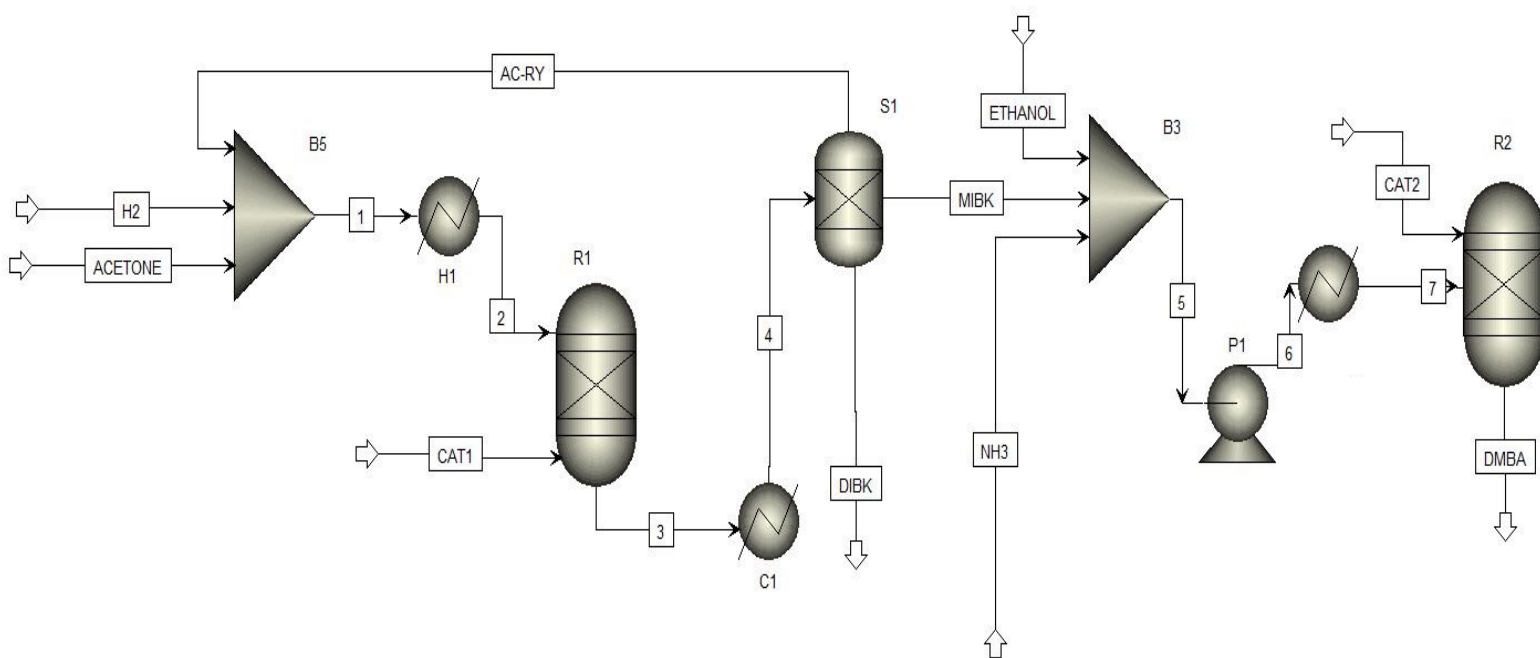 AC-RY
B5
H2
1
ACETONE
H1
2
R1
CAT1
3
C1
4
S1
MIBK
DIBK
ETHANOL
B3
NH3
5
P1
6
7
CAT2
R2
DMBA